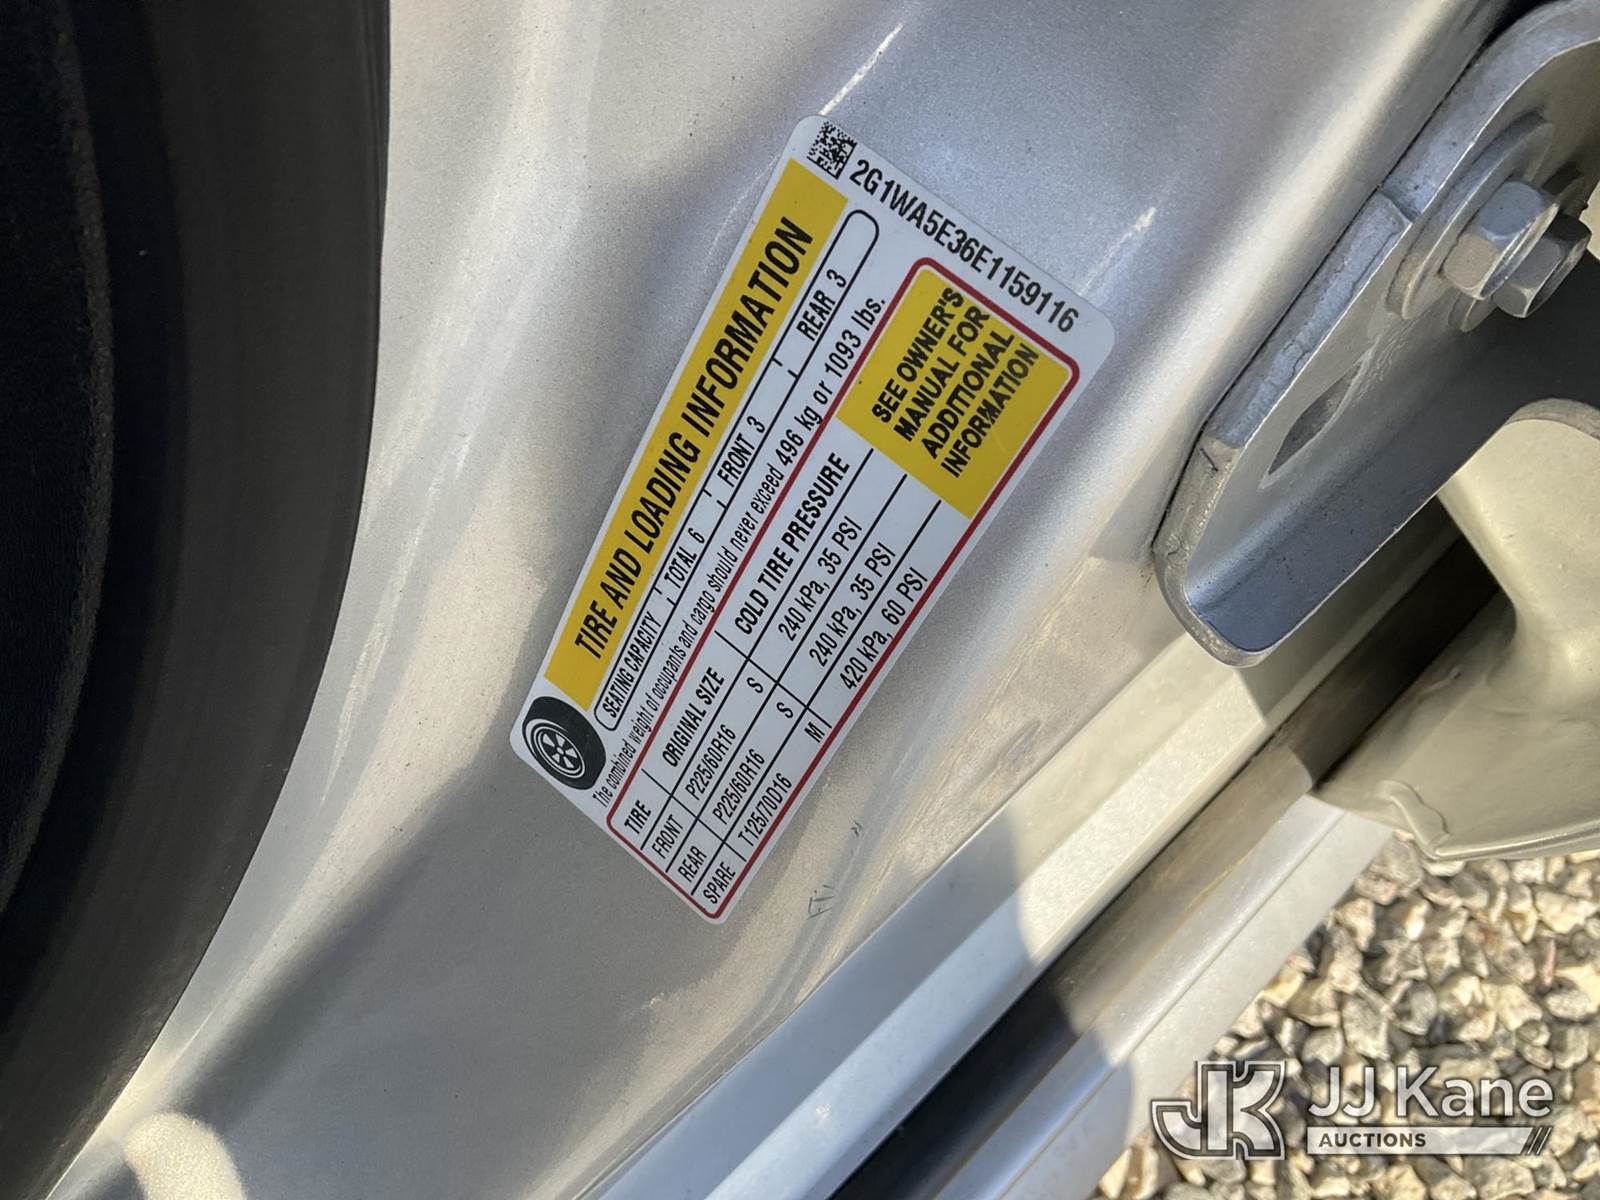 2G1WA5E36E1159116
TIRE AND LOADING INFORMATION
SEATING CAPACITY TOTAL 6 FRONT 3 REAR 3
The combined weight of occupants and cargo should never exceed 496 kg or 1093 lbs.
TIRE ORIGINAL SIZE COLD TIRE PRESSURE
FRONT P225/60R16 S 240 kPa, 35 PSI
REAR P225/60R16 S 240 kPa, 35 PSI
SPARE T125/70D16 M 420 kPa, 60 PSI
SEE OWNER'S
MANUAL FOR
ADDITIONAL
INFORMATION
JK JJ Kane
AUCTIONS